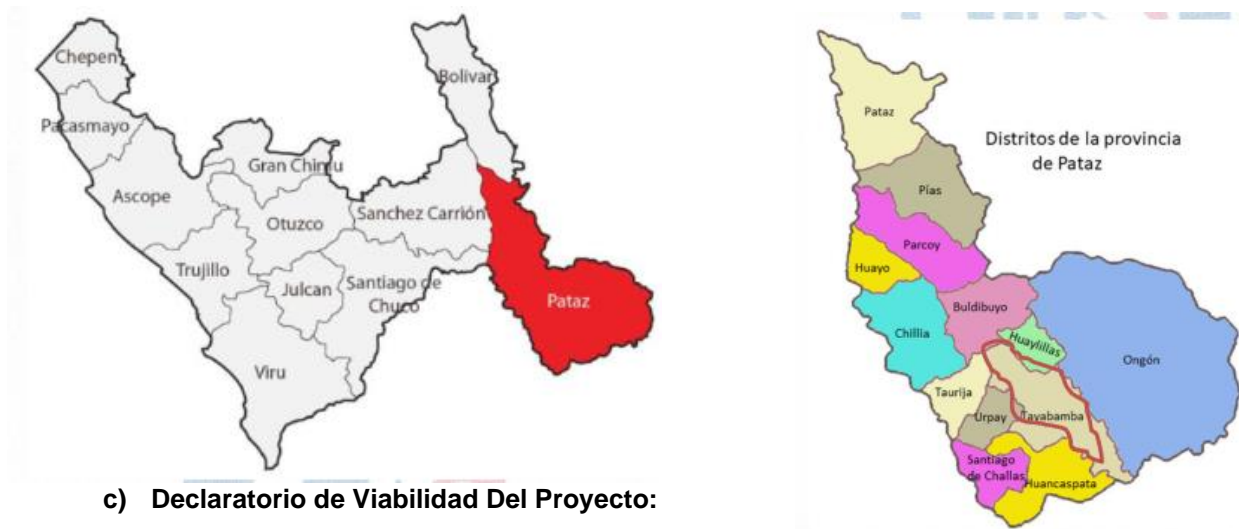 Chepen
Bolívar
Pacasmayo
Gran Chimu
Ascope
Otuzco
Sanchez Carrión
Trujillo
Julcan
Santiago de
Chuco
Pataz
Viru
Distritos de la provincia
de Pataz
Pataz
Pías
Parcoy
Huayo
Buldibuyo
Chillia
Huaylillas
Ongón
Taurija
Urpay
Tayabamba
Santiago
de Challas
Huancaspata
c) Declaratorio de Viabilidad Del Proyecto: